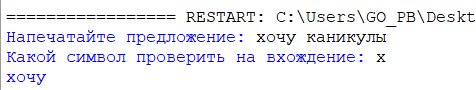 ================= RESTART: C:\Users\GO_PB\Deskt
Напечатайте предложение: хочу каникулы
Какой символ проверить на вхождение: х
хочу